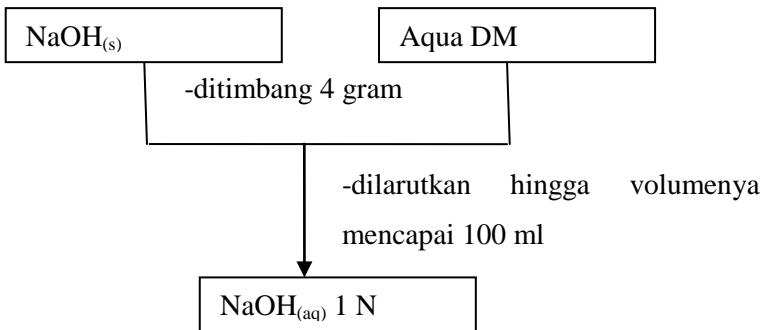 NaOH(s)
Aqua DM
-ditimbang 4 gram
-dilarutkan hingga volumenya
mencapai 100 ml
NaOH(aq) 1 N